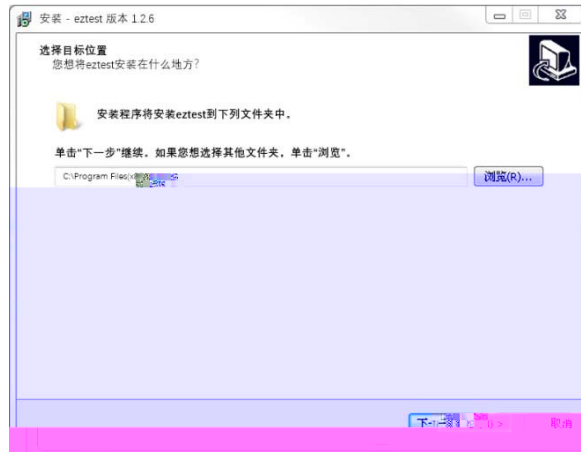 安装 - eztest 版本 1.2.6
选择目标位置
您想将eztest安装在什么地方?
安装程序将安装eztest到下列文件夹中。
单击“下一步”继续。如果您想选择其他文件夹,单击“浏览”。
C:\Program Files
浏览(R)...
取消